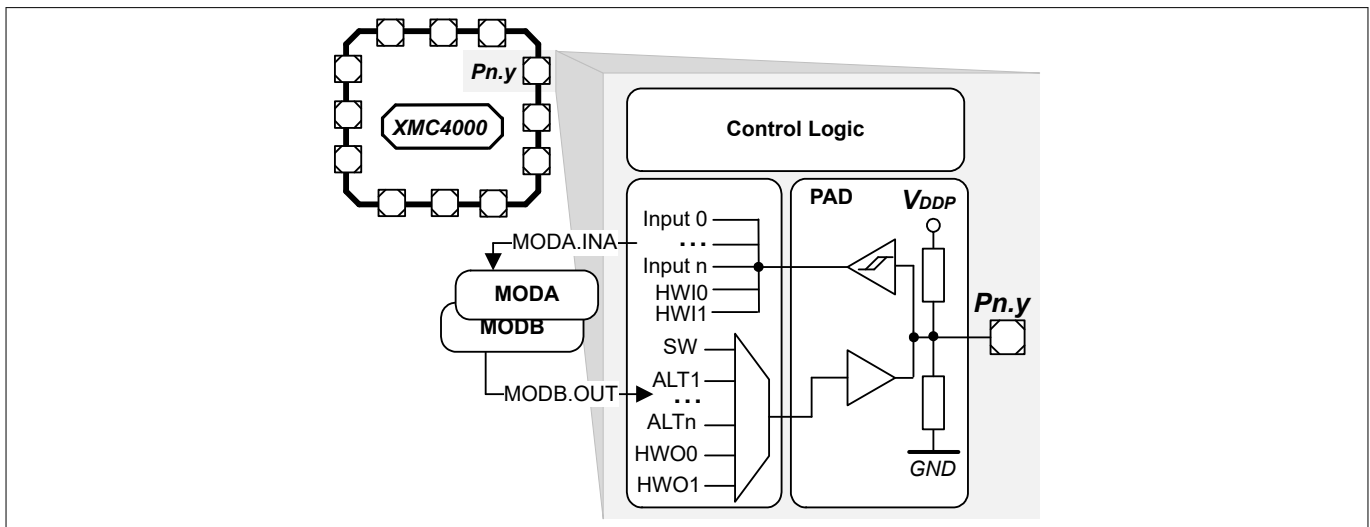 Pn.y
XMC4000
Control Logic
PAD
VDDP
Input 0
...
Input n
HWI0
HWI1
MODA.INA
MODA
MODB
MODB.OUT
SW
ALT1
...
ALTn
HWO0
HWO1
Pn.y
GND